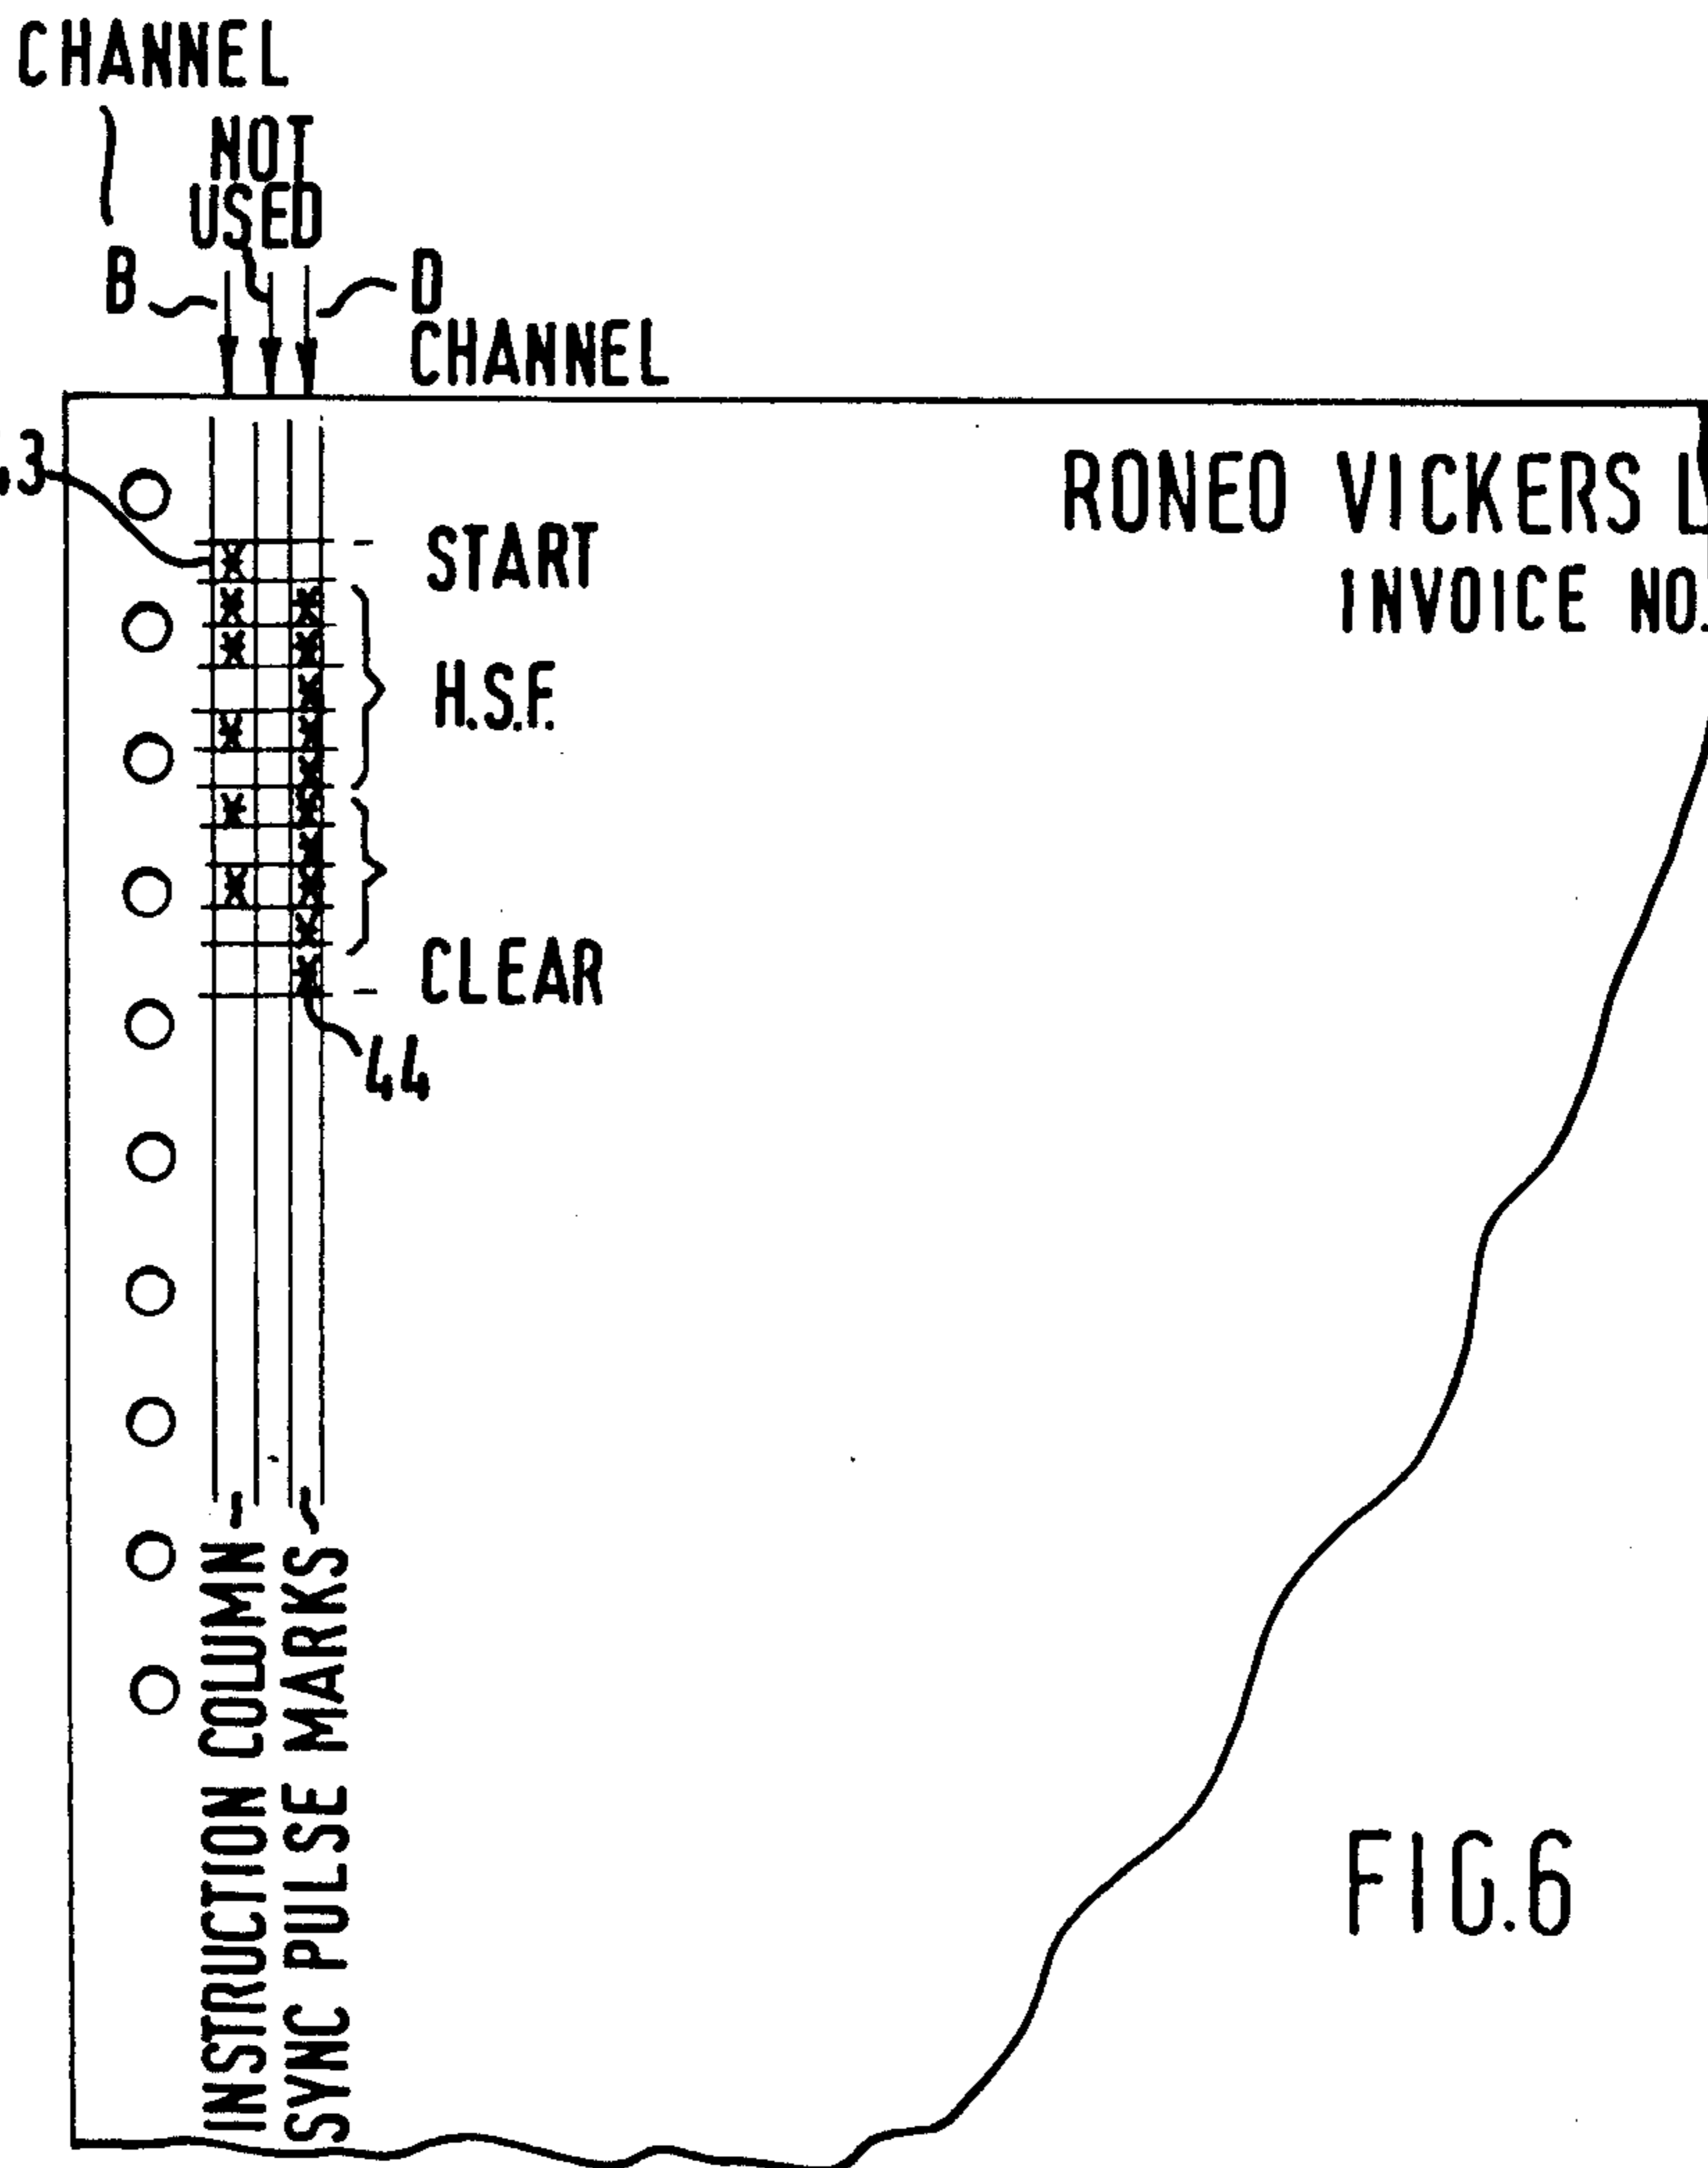 CHANNEL
NOT
USED
B
D
CHANNEL
RONEO VICKERS L
INVOICE NO.
START
H.S.F.
CLEAR
44
INSTRUCTION COLUMN
SYNC PULSE MARKS
FIG.6